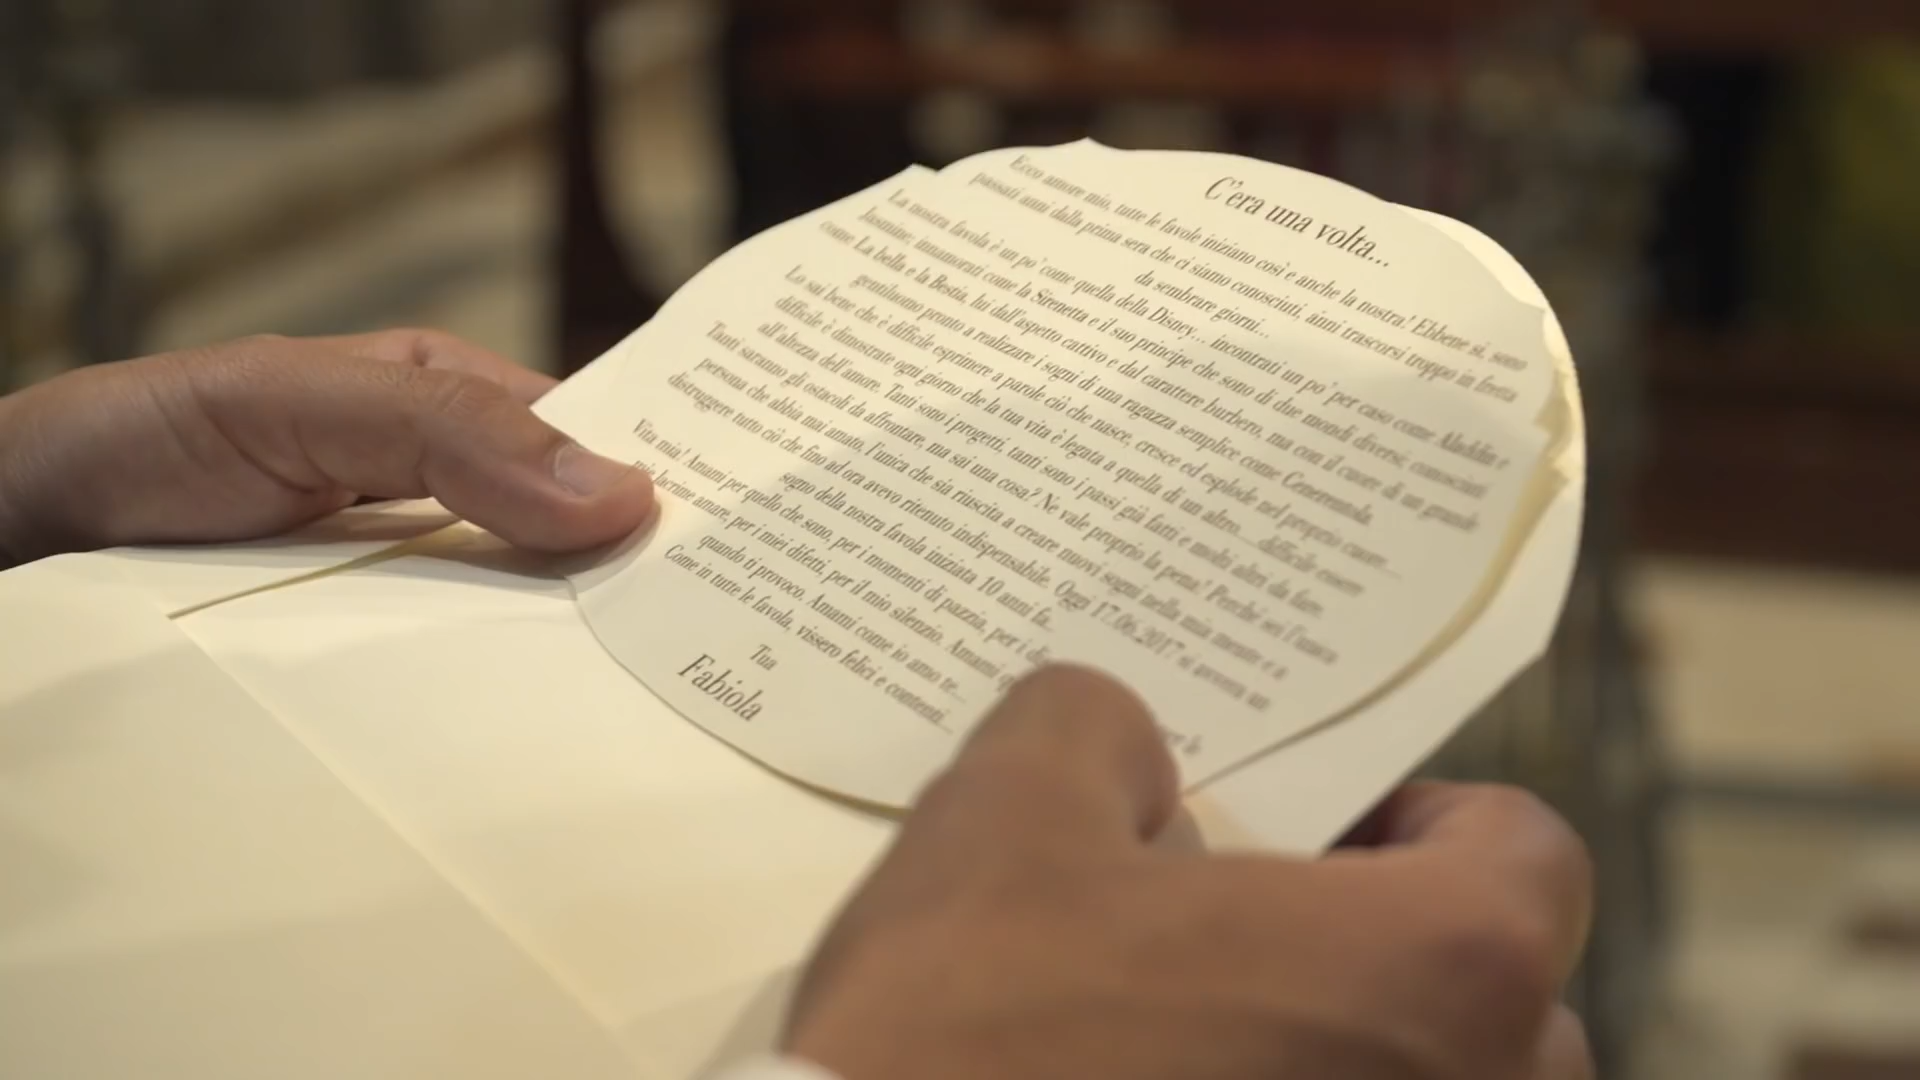 C'era una volta...
Ecco amore mio, tutte le favole iniziano così e anche la nostra! Ebbene si, sono
passati anni dalla prima sera che ci siamo conosciuti, anni trascorsi troppo in fretta
da sembrare giorni...
La nostra favola è un po' come quella della Disney... incontrati un po' per caso come Aladdin e
Jasmine; innamorati come la Sirenetta e il suo principe che sono di due mondi diversi; conosciuti
come La bella e la Bestia, lui dall'aspetto cattivo e dal carattere burbero, ma con il cuore di un grande
gentiluomo pronto a realizzare i sogni di una ragazza semplice come Cenerentola.
Lo sai bene che è difficile esprimere a parole ciò che nasce, cresce ed esplode nel proprio cuore...
difficile è dimostrate ogni giorno che la tua vita è legata a quella di un altro... difficile essere
all'altezza dell'amore. Tanti sono i progetti, tanti sono i passi già fatti e molti altri da fare.
Tanti saranno gli ostacoli da affrontare, ma sai una cosa? Ne vale proprio la pena! Perché sei l'unica
persona che abbia mai amato, l'unica che sia riuscita a creare nuovi sogni nella mia mente e a
distruggere tutto ciò che fino ad ora avevo ritenuto indispensabile. Oggi 17.06.2017 si avvera un
sogno della nostra favola iniziata 10 anni fa..
Vita mia! Amami per quello che sono, per i momenti di pazzia, per i per le
mie lacrime amare, per i miei difetti, per il mio silenzio. Amami
quando ti provoco. Amami come io amo te...
Come in tutte le favola, vissero felici e contenti...
Tua
Fabiola